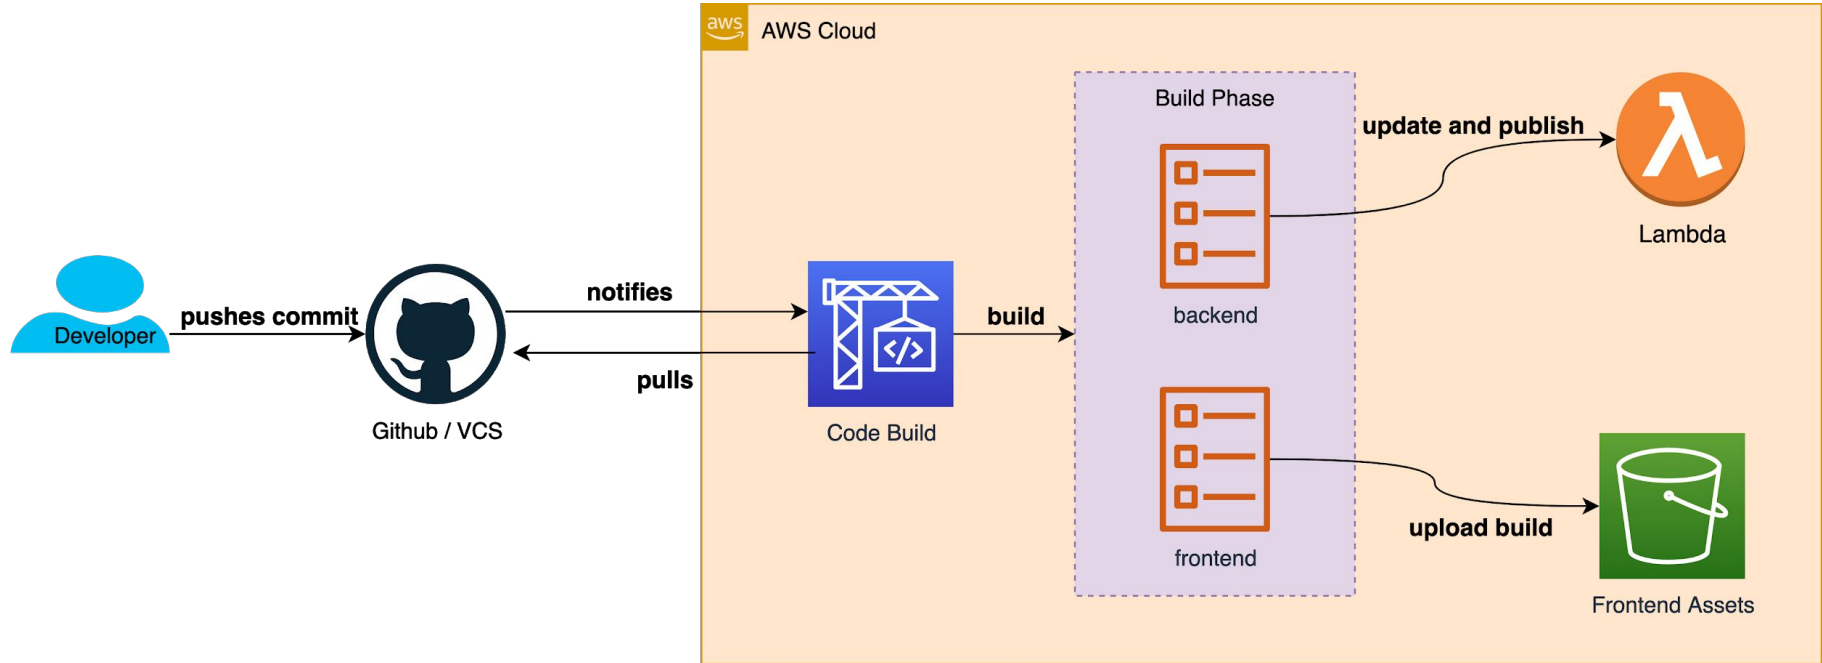 aws
AWS Cloud
Build Phase
update and publish
Lambda
backend
Developer
pushes commit
Github / VCS
notifies
pulls
</>
Code Build
build
frontend
upload build
Frontend Assets